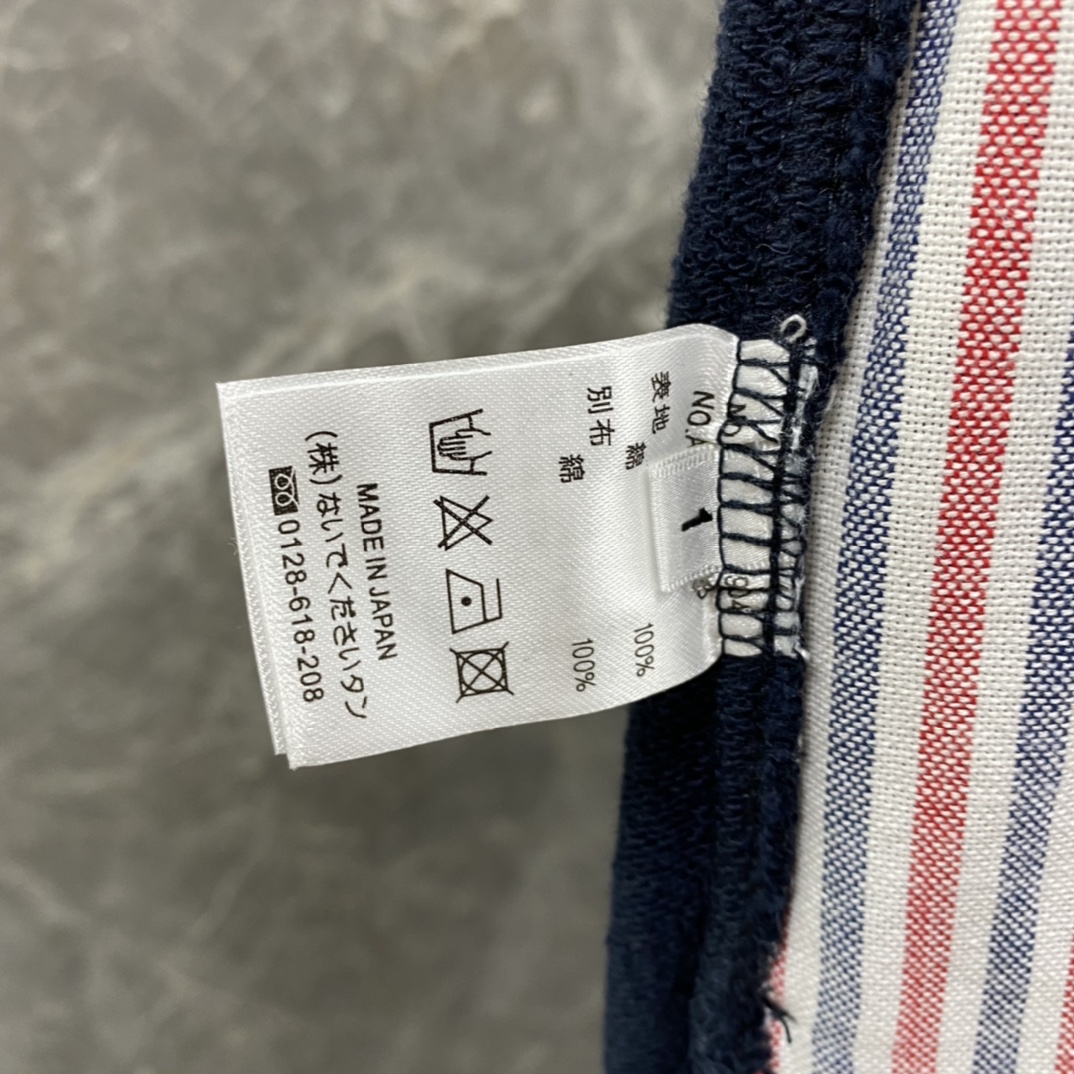 NO.A
1
表地 綿 100%
別布 綿 100%
MADE IN JAPAN
(株)ないでくださいタン
0128-618-208